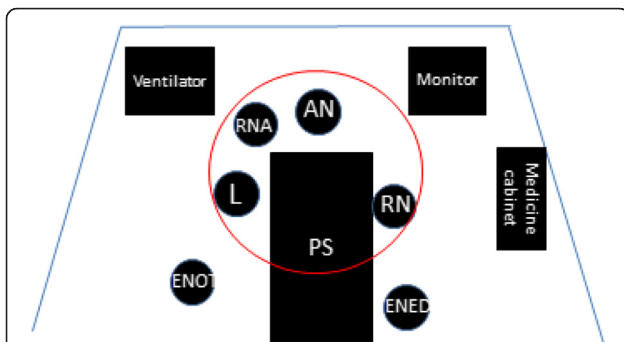 Ventilator
Monitor
AN
RNA
Medicine
cabinet
L
RN
PS
ENOT
ENED